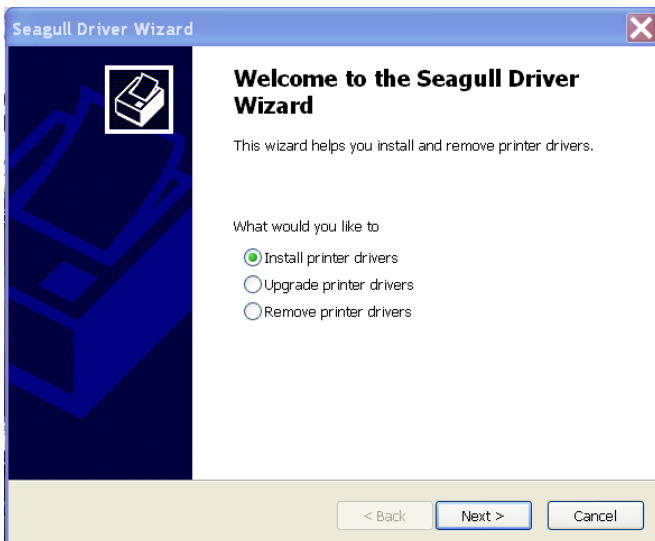 Seagull Driver Wizard
Welcome to the Seagull Driver
Wizard
This wizard helps you install and remove printer drivers.
What would you like to
Install printer drivers
Upgrade printer drivers
Remove printer drivers
< Back
Next >
Cancel